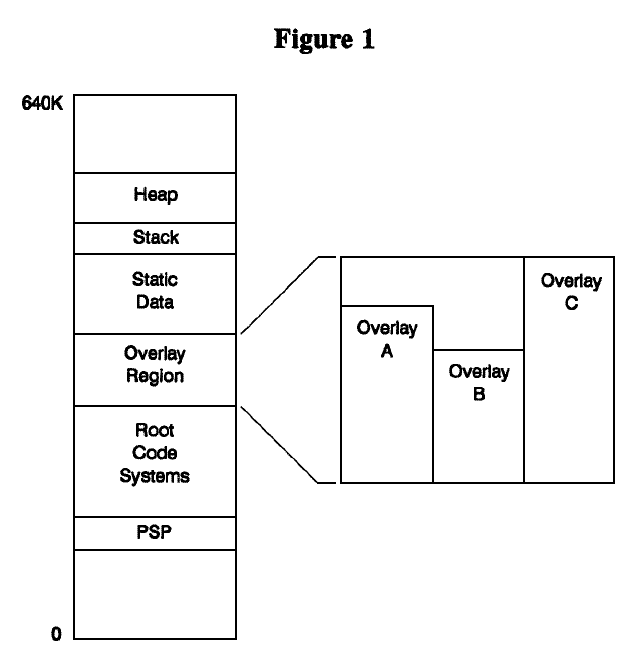 Figure 1
640K
Heap
Stack
Static
Data
Overlay
Region
Root
Code
Systems
PSP
0
Overlay
A
Overlay
B
Overlay
C